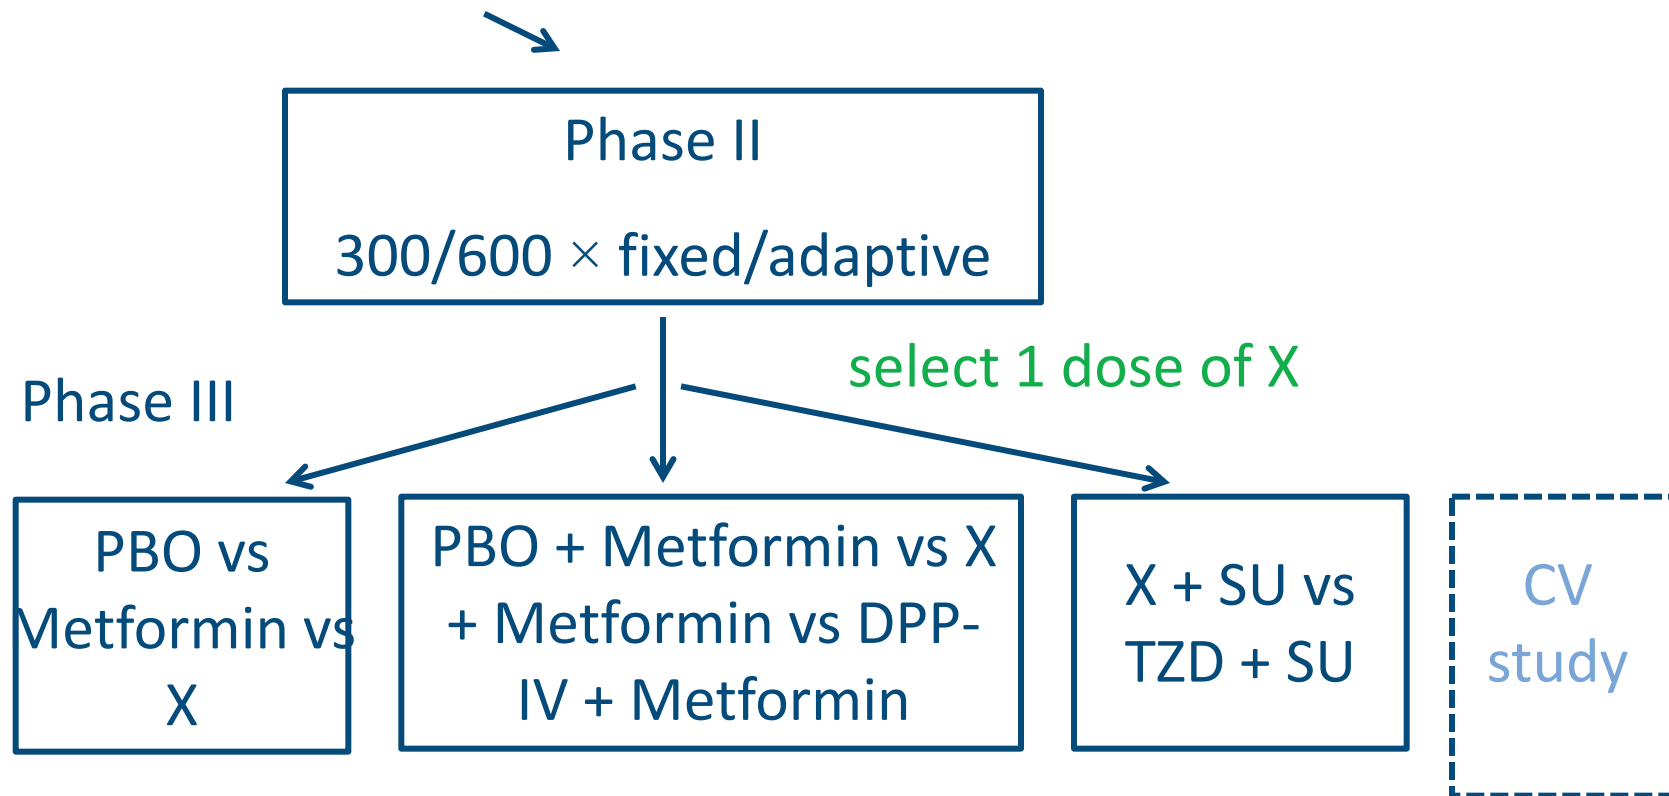 Phase II
300/600 × fixed/adaptive
select 1 dose of X
Phase III
PBO vs
Metformin vs
X
PBO + Metformin vs X
+ Metformin vs DPP-
IV + Metformin
X + SU vs
TZD + SU
CV
study